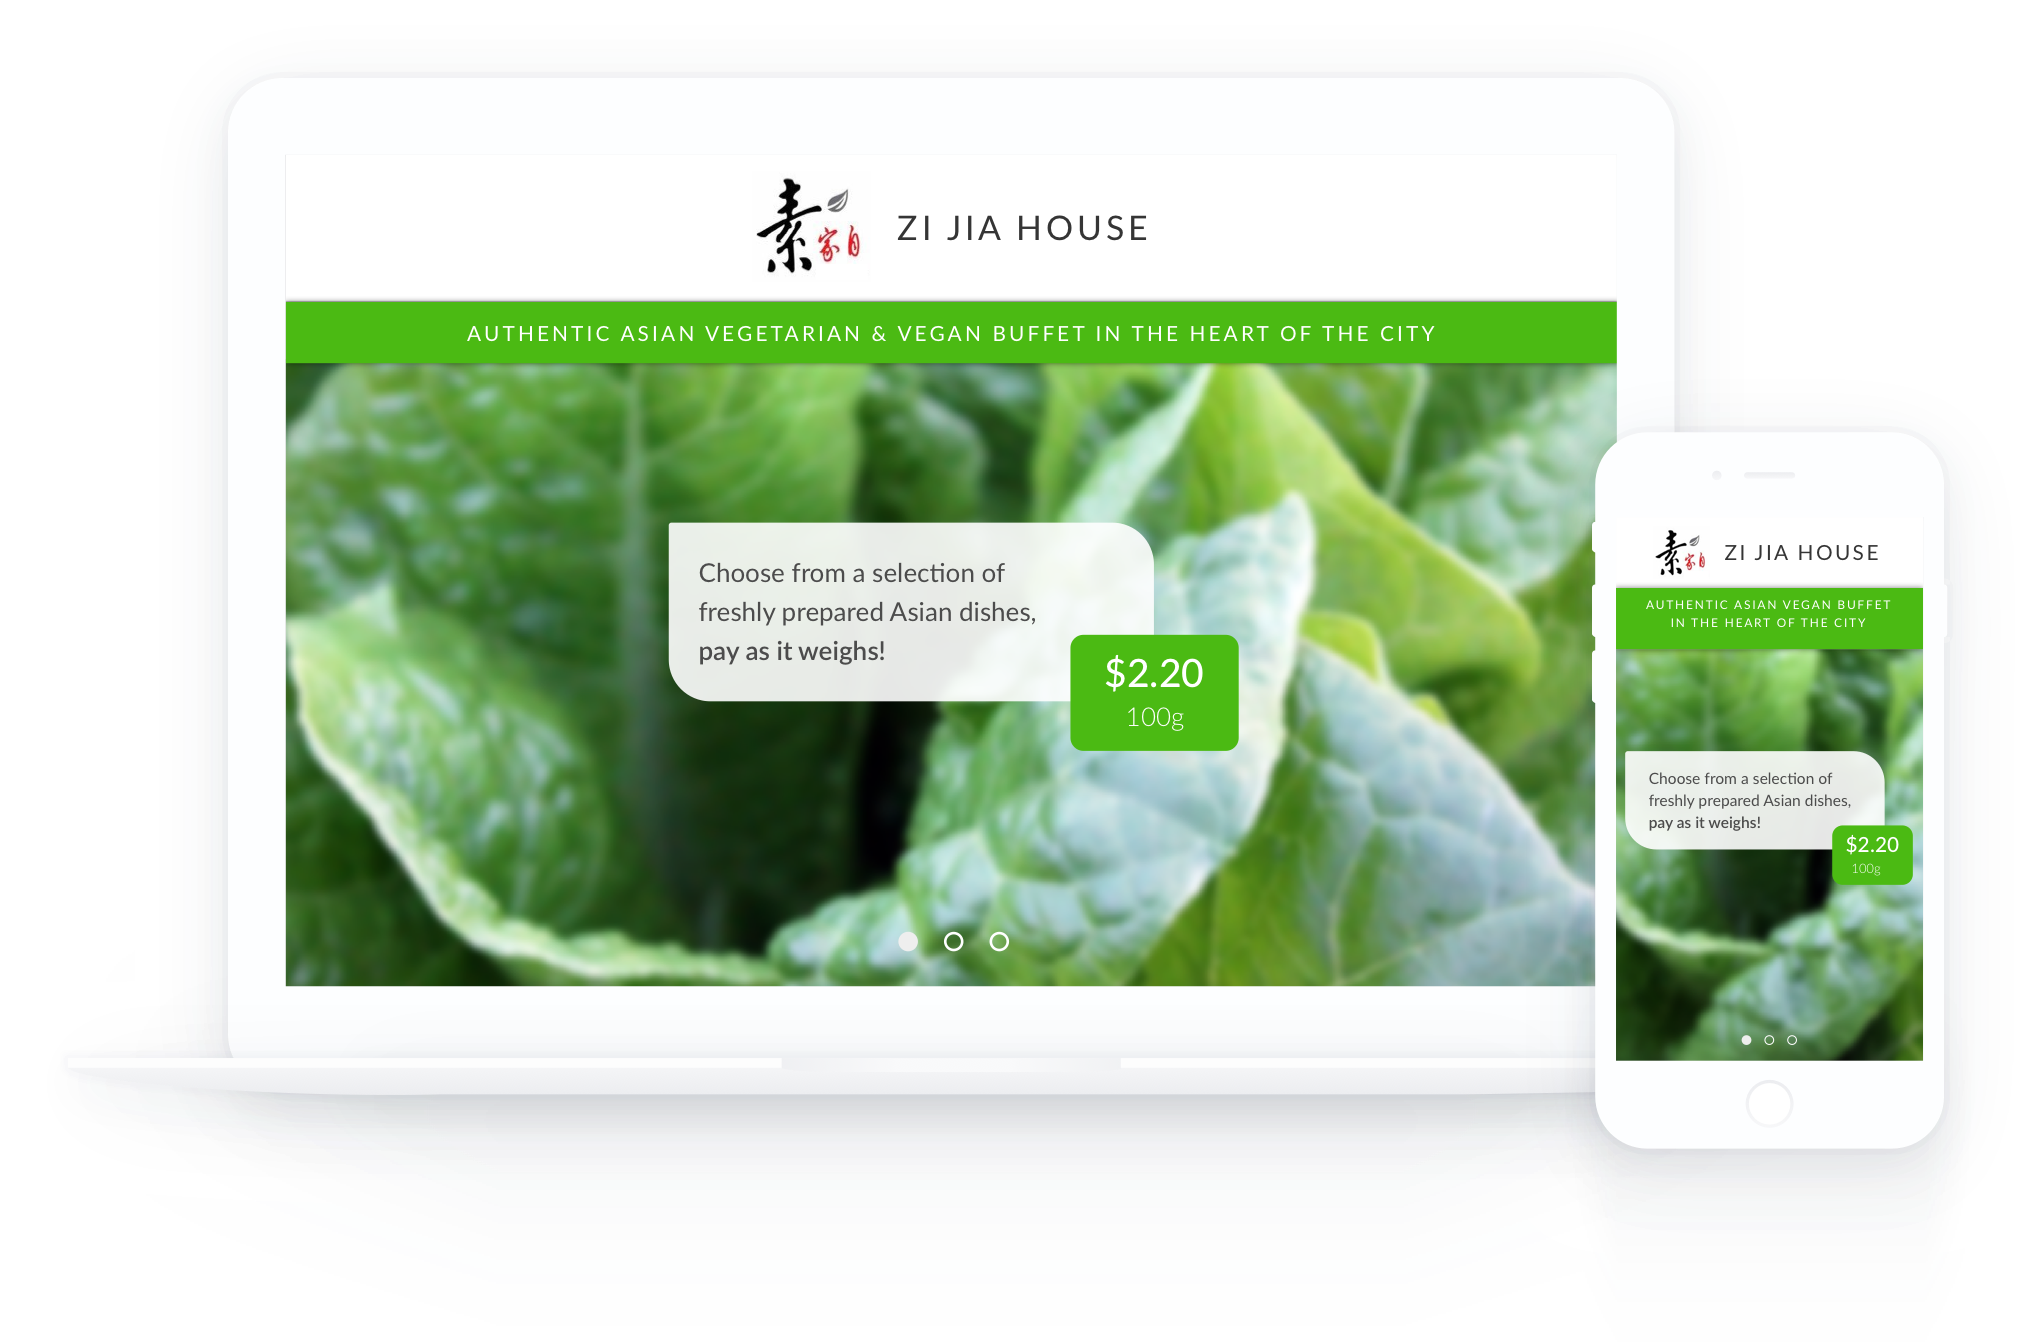 素
家自
ZI JIA HOUSE
AUTHENTIC ASIAN VEGETARIAN & VEGAN BUFFET IN THE HEART OF THE CITY
Choose from a selection of
freshly prepared Asian dishes,
pay as it weighs!
$2.20
100g
素
家自
ZI JIA HOUSE
AUTHENTIC ASIAN VEGAN BUFFET
IN THE HEART OF THE CITY
Choose from a selection of
freshly prepared Asian dishes,
pay as it weighs!
$2.20
100g